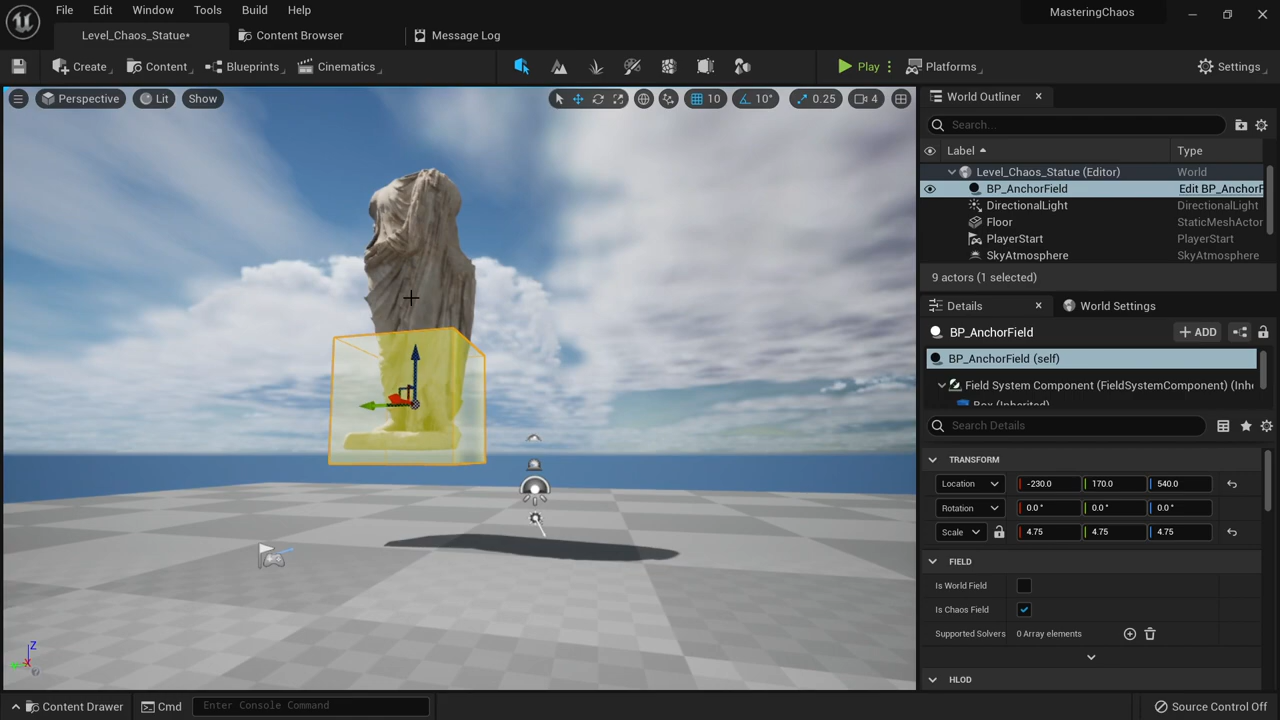 File Edit Window Tools Build Help
MasteringChaos
Level_Chaos_Statue* Content Browser Message Log
Create Content Blueprints Cinematics Play Platforms Settings
Perspective Lit Show 10 10° 0.25 4
World Outliner
Search...
Label Type
Level_Chaos_Statue (Editor) World
BP_AnchorField Edit BP_AnchorF
DirectionalLight DirectionalLight
Floor StaticMeshActor
PlayerStart PlayerStart
SkyAtmosphere SkyAtmosphere
9 actors (1 selected)
Details World Settings
BP_AnchorField ADD
BP_AnchorField (self)
Field System Component (FieldSystemComponent) (Inhe
Box (Inherited)
Search Details
TRANSFORM
Location -230.0 170.0 540.0
Rotation 0.0 ° 0.0 ° 0.0 °
Scale 4.75 4.75 4.75
FIELD
Is World Field
Is Chaos Field
Supported Solvers 0 Array elements
HLOD
Z
Content Drawer Cmd Enter Console Command Source Control Off